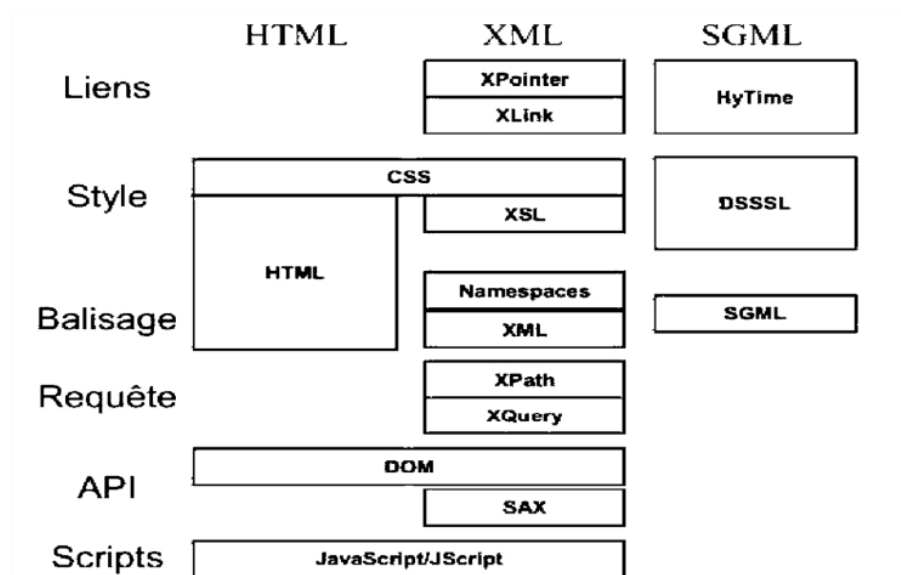 HTML XML SGML
Liens
XPointer
XLink
HyTime
Style
CSS
XSL
DSSSL
HTML
Balisage
Namespaces
XML
SGML
Requête
XPath
XQuery
API
DOM
SAX
Scripts
JavaScript/JScript